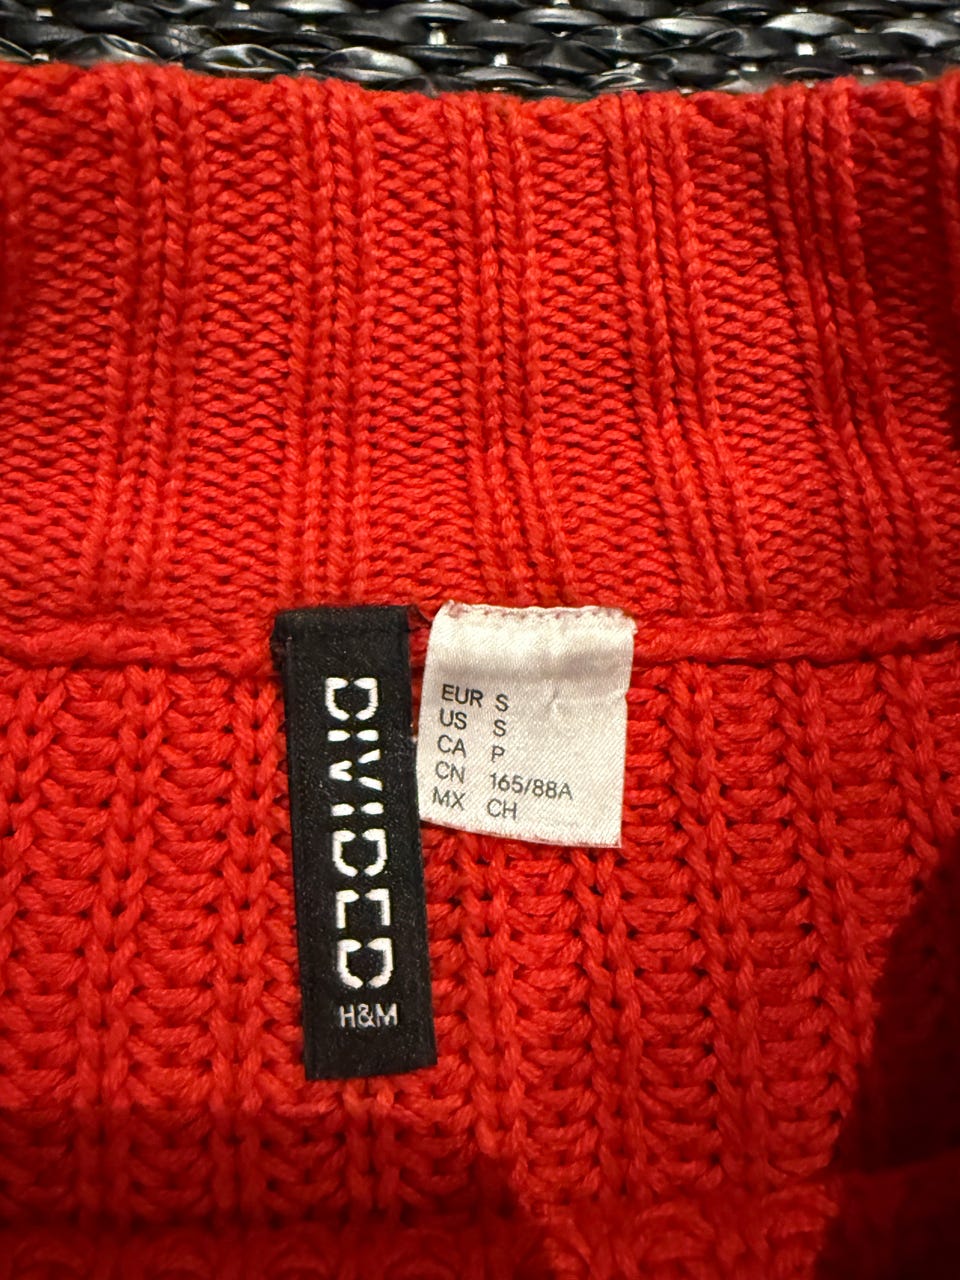 DIVIDED
H&M
EUR S
US S
CA P
CN 165/88A
MX CH